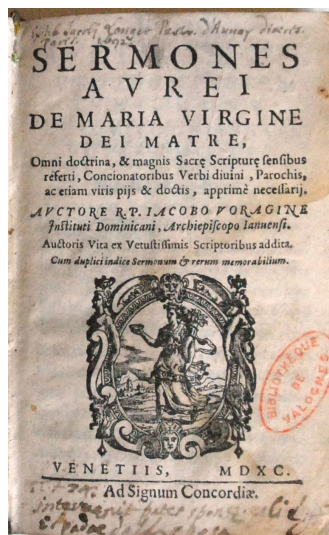 SERMONES
AVREI
DE MARIA VIRGINE
DEI MATRE,
Omni doctrina, & magnis Sacrę Scripturę sensibus
referti, Concionatoribus Verbi diuini, Parochis,
ac etiam viris pijs & doctis, apprimè necessarij.
AVCTORE R.P. IACOBO VORAGINE
Instituti Dominicani, Archiepiscopo Ianuensi.
Auctoris Vita ex Vetustissimis Scriptoribus addita.
Cum duplici indice Sermonum & rerum memorabilium.
BIBLIOTHEQUE
DE
VALOGNES
VENETIIS, MDXC.
Ad Signum Concordiæ.